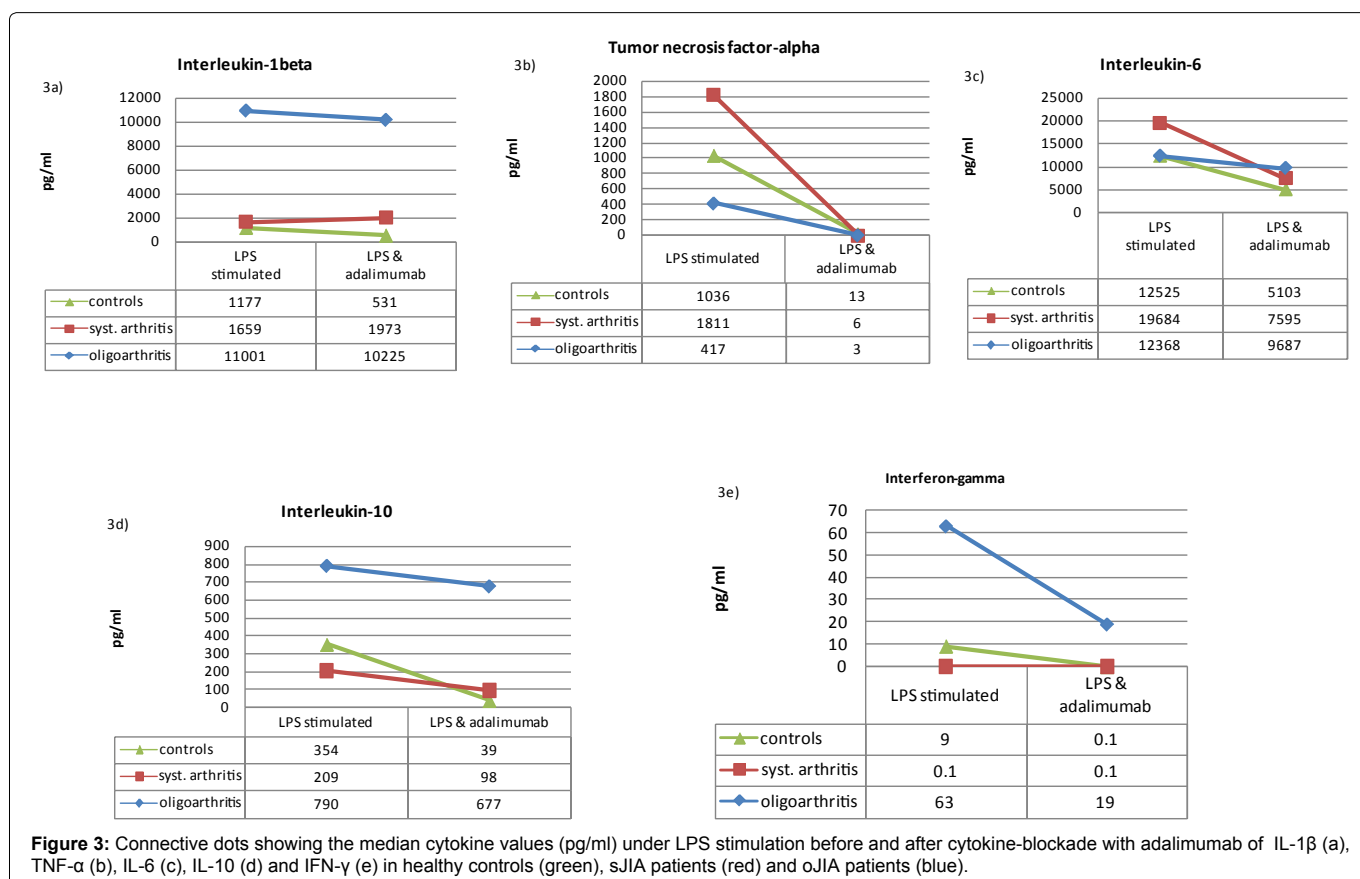 3a)
Interleukin-1beta
pg/ml
12000
10000
8000
6000
4000
2000
0
LPS stimulated
LPS & adalimumab
controls 1177 531
syst. arthritis 1659 1973
oligoarthritis 11001 10225
3b)
Tumor necrosis factor-alpha
pg/ml
2000
1800
1600
1400
1200
1000
800
600
400
200
0
LPS stimulated
LPS & adalimumab
controls 1036 13
syst. arthritis 1811 6
oligoarthritis 417 3
3c)
Interleukin-6
pg/ml
25000
20000
15000
10000
5000
0
LPS stimulated
LPS & adalimumab
controls 12525 5103
syst. arthritis 19684 7595
oligoarthritis 12368 9687
3d)
Interleukin-10
pg/ml
900
800
700
600
500
400
300
200
100
0
LPS stimulated LPS & adalimumab
controls 354 39
syst. arthritis 209 98
oligoarthritis 790 677
3e)
Interferon-gamma
pg/ml
70
60
50
40
30
20
10
0
LPS stimulated
LPS & adalimumab
controls 9 0.1
syst. arthritis 0.1 0.1
oligoarthritis 63 19
Figure 3: Connective dots showing the median cytokine values (pg/ml) under LPS stimulation before and after cytokine-blockade with adalimumab of IL-1β (a),
TNF-α (b), IL-6 (c), IL-10 (d) and IFN-γ (e) in healthy controls (green), sJIA patients (red) and oJIA patients (blue).